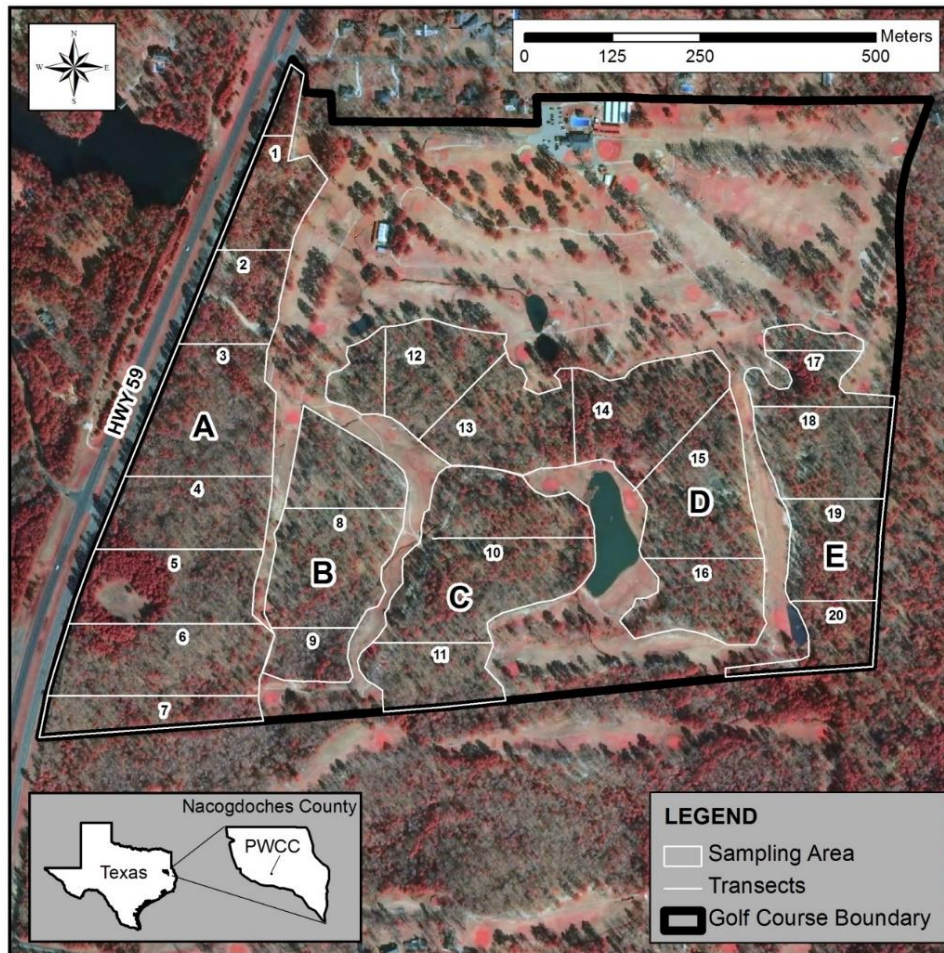 N
W E
S
Meters
0 125 250 500
1
2
3
HWY 59
A
4
5
6
7
8
B
9
10
C
11
12
13
14
15
D
16
17
18
19
E
20
Nacogdoches County
Texas
PWCC
LEGEND
Sampling Area
Transects
Golf Course Boundary